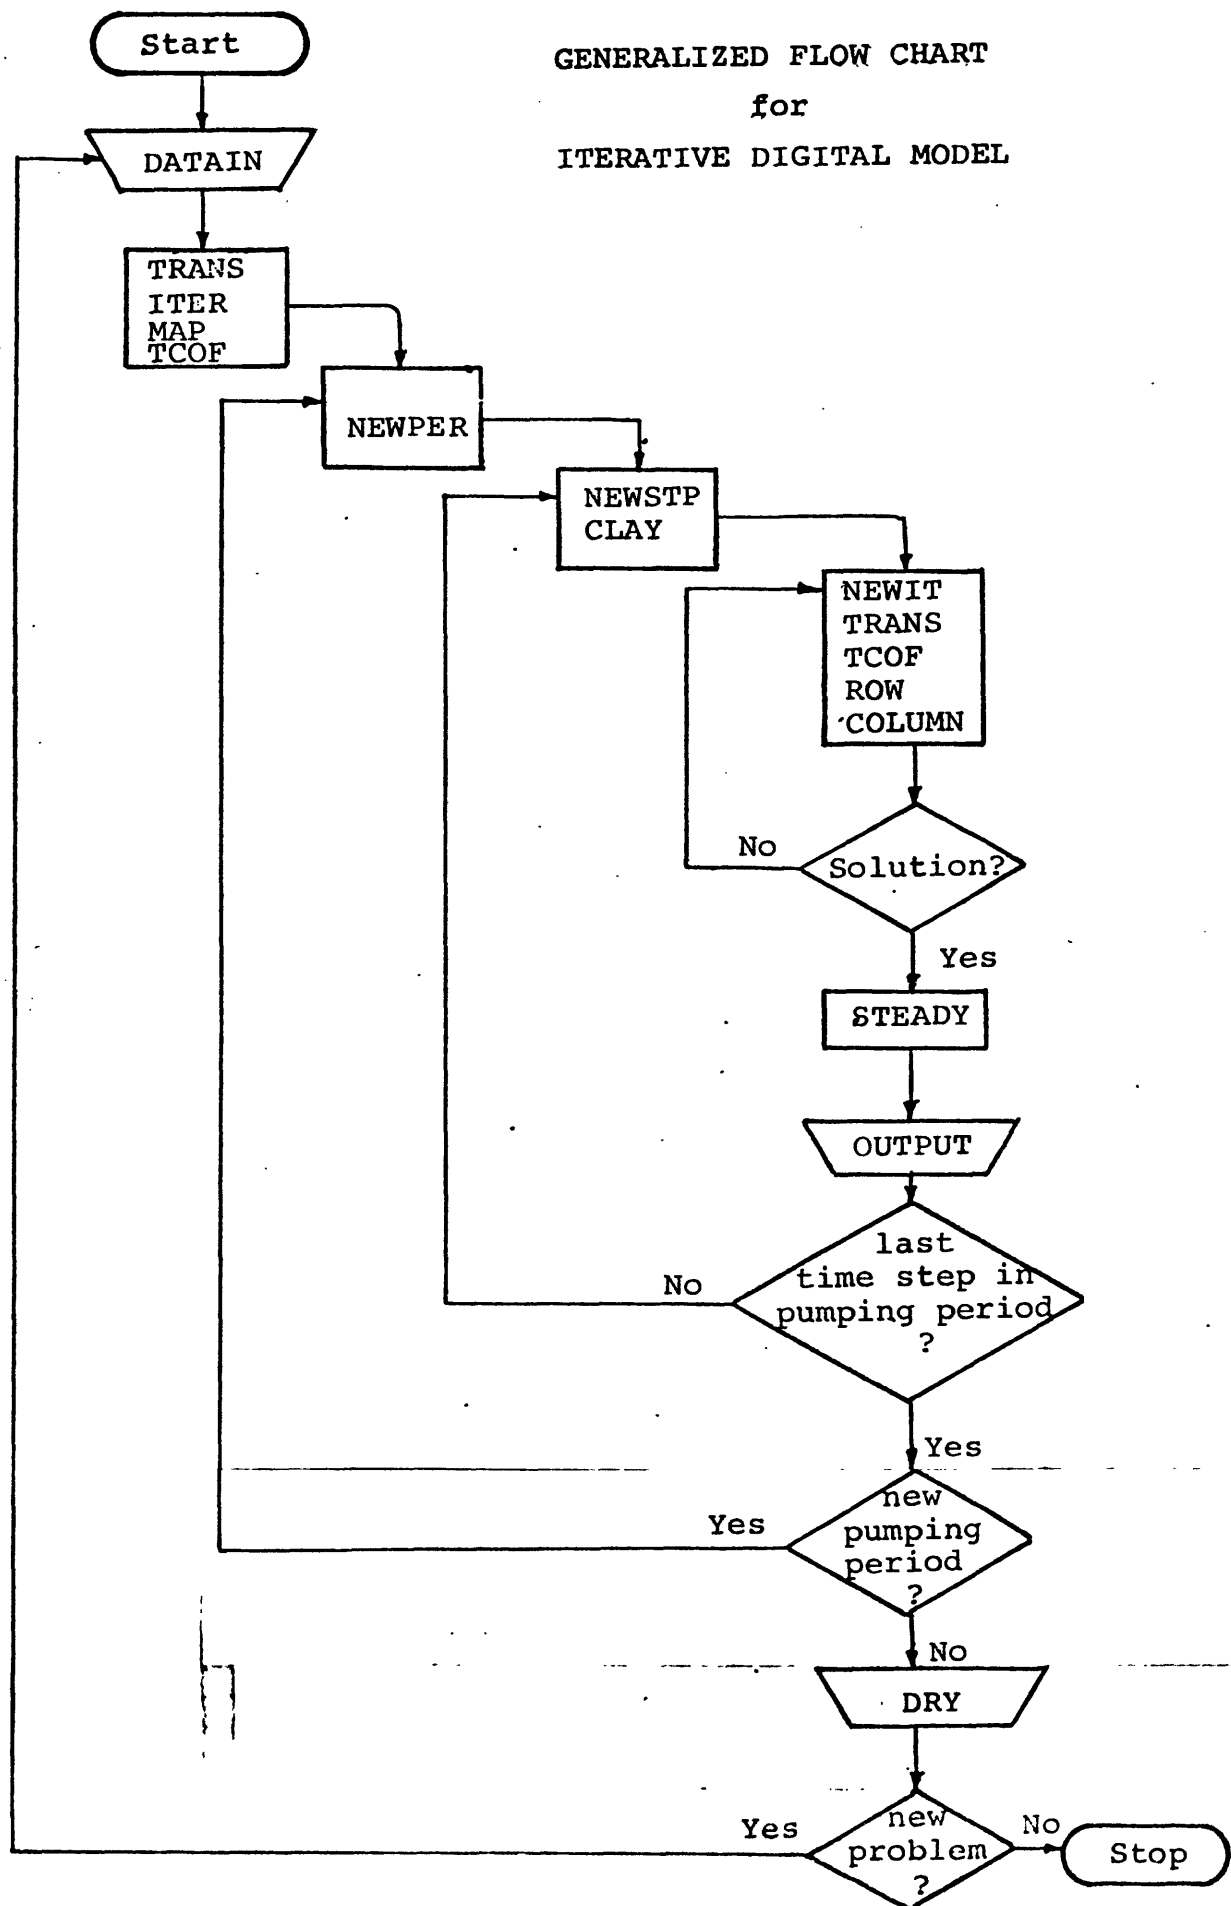 Start
GENERALIZED FLOW CHART
for
ITERATIVE DIGITAL MODEL
DATAIN
TRANS
ITER
MAP
TCOF
NEWPER
NEWSTP
CLAY
NEWIT
TRANS
TCOF
ROW
COLUMN
No
Solution?
Yes
STEADY
OUTPUT
last
time step in
pumping period
?
No
Yes
new
pumping
period
?
Yes
No
DRY
new
problem
?
Yes
No
Stop